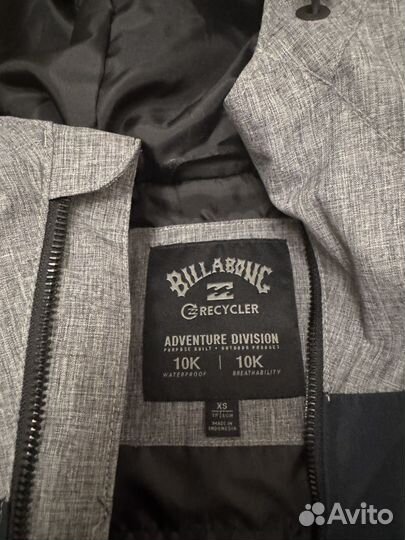 BILLABONG
RECYCLER
ADVENTURE DIVISION
PURPOSE BUILT • OUTDOOR PRODUCT
10K | 10K
WATERPROOF BREATHABILITY
XS
MADE IN
INDONESIA
Avito